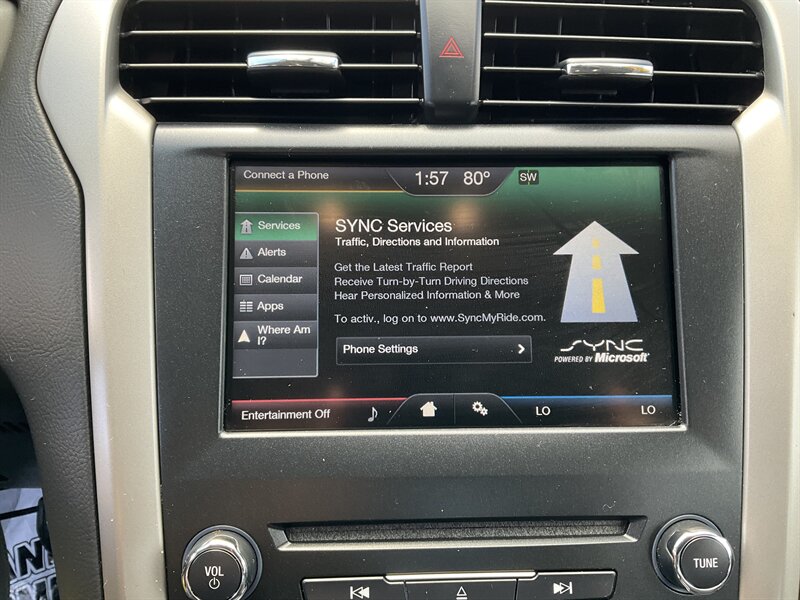 Connect a Phone
1:57 80° SW
Services
Alerts
Calendar
Apps
Where Am
I?
SYNC Services
Traffic, Directions and Information
Get the Latest Traffic Report
Receive Turn-by-Turn Driving Directions
Hear Personalized Information & More
To activ., log on to www.SyncMyRide.com.
Phone Settings
SYNC
POWERED BY Microsoft
Entertainment Off
LO LO
VOL
TUNE